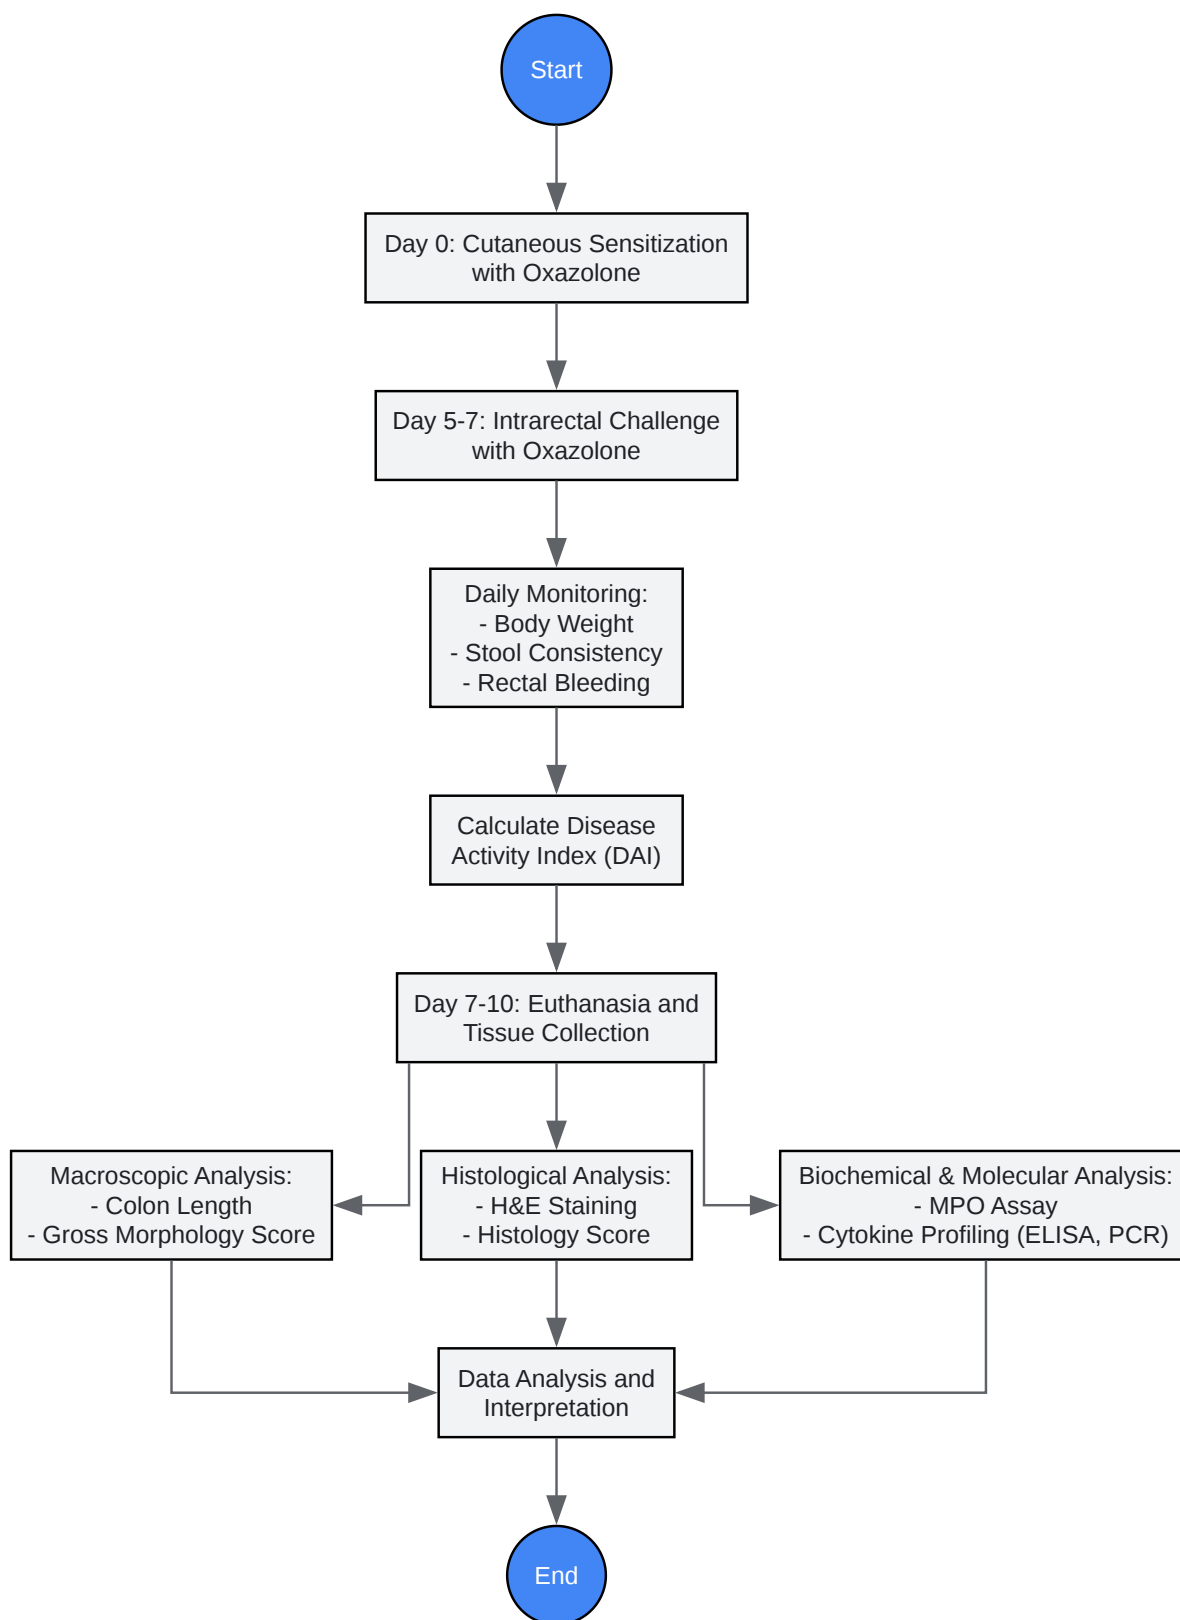 Start
Day 0: Cutaneous Sensitization
with Oxazolone
Day 5-7: Intrarectal Challenge
with Oxazolone
Daily Monitoring:
- Body Weight
- Stool Consistency
- Rectal Bleeding
Calculate Disease
Activity Index (DAI)
Day 7-10: Euthanasia and
Tissue Collection
Macroscopic Analysis:
- Colon Length
- Gross Morphology Score
Histological Analysis:
- H&E Staining
- Histology Score
Biochemical & Molecular Analysis:
- MPO Assay
- Cytokine Profiling (ELISA, PCR)
Data Analysis and
Interpretation
End